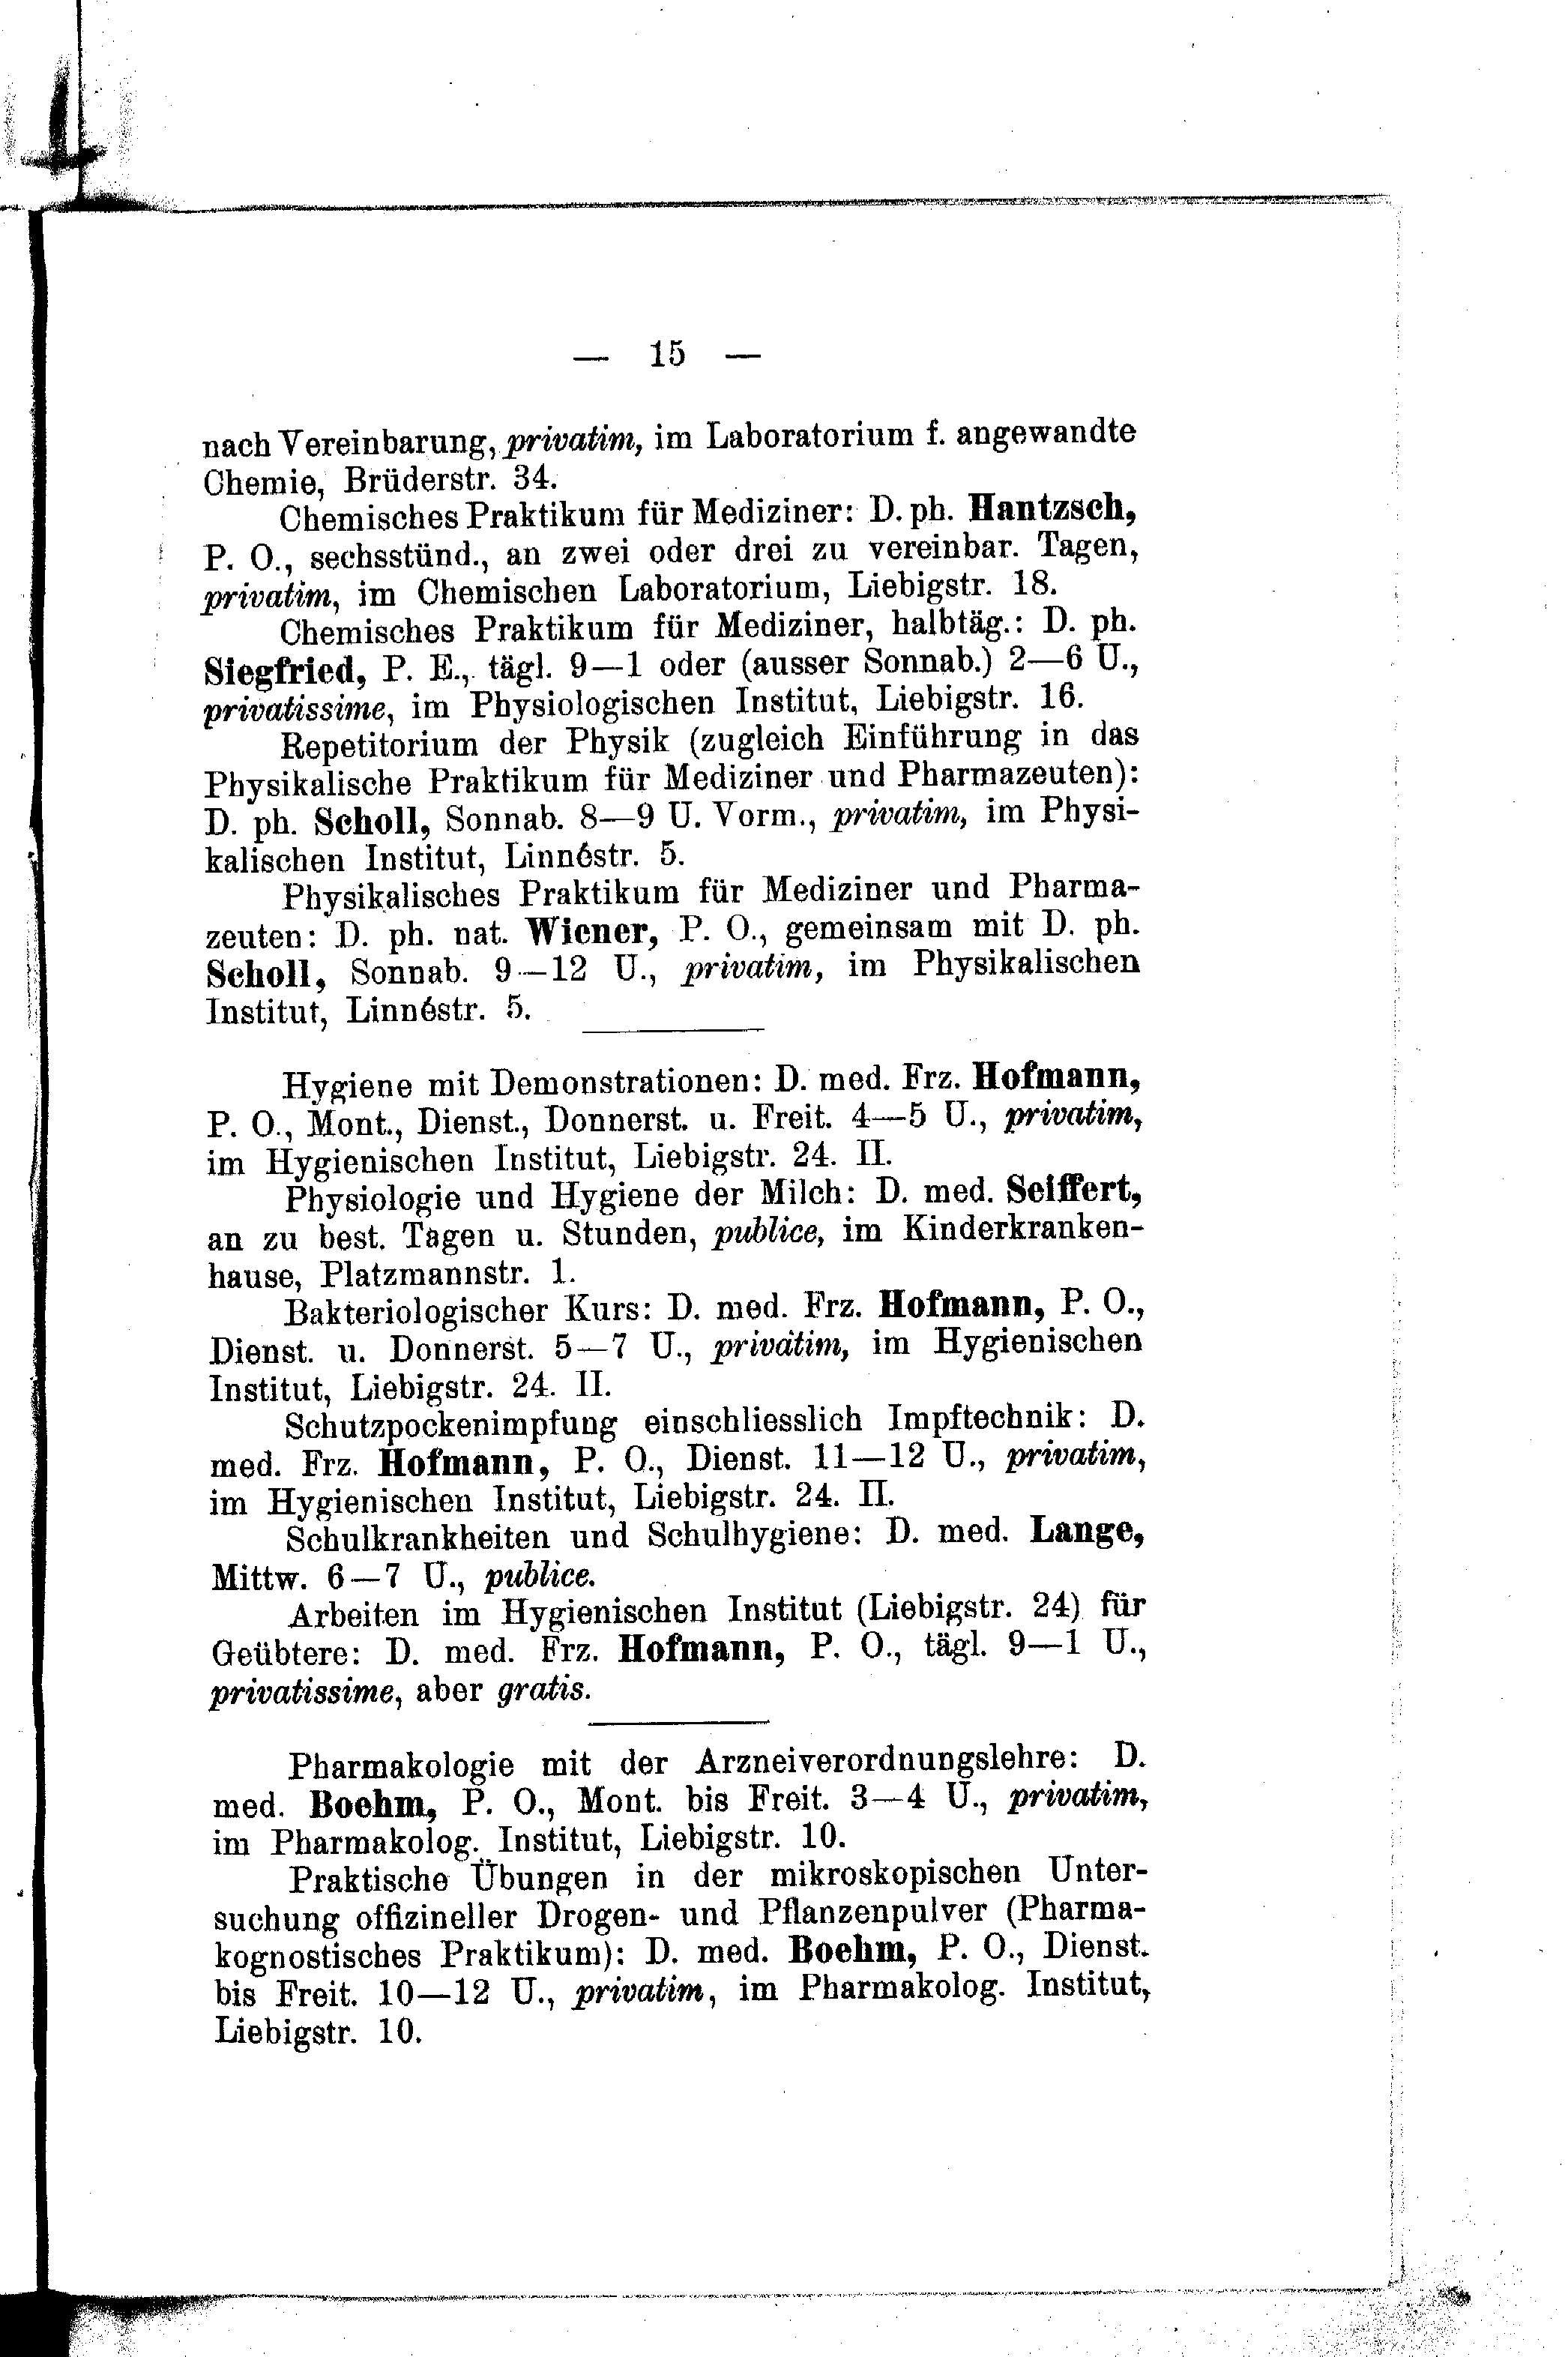 — 15 —
nach Vereinbarung, privatim, im Laboratorium f. angewandte
Chemie, Brüderstr. 34.
Chemisches Praktikum für Mediziner: D. ph. Hantzsch,
P. O., sechsstünd., an zwei oder drei zu vereinbar. Tagen,
privatim, im Chemischen Laboratorium, Liebigstr. 18.
Chemisches Praktikum für Mediziner, halbtäg.: D. ph.
Siegfried, P. E., tägl. 9—1 oder (ausser Sonnab.) 2—6 U.,
privatissime, im Physiologischen Institut, Liebigstr. 16.
Repetitorium der Physik (zugleich Einführung in das
Physikalische Praktikum für Mediziner und Pharmazeuten):
D. ph. Scholl, Sonnab. 8—9 U. Vorm., privatim, im Physi-
kalischen Institut, Linnéstr. 5.
Physikalisches Praktikum für Mediziner und Pharma-
zeuten: D. ph. nat. Wiener, P. O., gemeinsam mit D. ph.
Scholl, Sonnab. 9—12 U., privatim, im Physikalischen
Institut, Linnéstr. 5.
Hygiene mit Demonstrationen: D. med. Frz. Hofmann,
P. O., Mont., Dienst., Donnerst. u. Freit. 4—5 U., privatim,
im Hygienischen Institut, Liebigstr. 24. II.
Physiologie und Hygiene der Milch: D. med. Seiffert,
an zu best. Tagen u. Stunden, publice, im Kinderkranken-
hause, Platzmannstr. 1.
Bakteriologischer Kurs: D. med. Frz. Hofmann, P. O.,
Dienst. u. Donnerst. 5—7 U., privatim, im Hygienischen
Institut, Liebigstr. 24. II.
Schutzpockenimpfung einschliesslich Impftechnik: D.
med. Frz. Hofmann, P. O., Dienst. 11—12 U., privatim,
im Hygienischen Institut, Liebigstr. 24. II.
Schulkrankheiten und Schulhygiene: D. med. Lange,
Mittw. 6—7 U., publice.
Arbeiten im Hygienischen Institut (Liebigstr. 24) für
Geübtere: D. med. Frz. Hofmann, P. O., tägl. 9—1 U.,
privatissime, aber gratis.
Pharmakologie mit der Arzneiverordnungslehre: D.
med. Boehm, P. O., Mont. bis Freit. 3—4 U., privatim,
im Pharmakolog. Institut, Liebigstr. 10.
Praktische Übungen in der mikroskopischen Unter-
suchung offizineller Drogen- und Pflanzenpulver (Pharma-
kognostisches Praktikum): D. med. Boehm, P. O., Dienst.
bis Freit. 10—12 U., privatim, im Pharmakolog. Institut,
Liebigstr. 10.